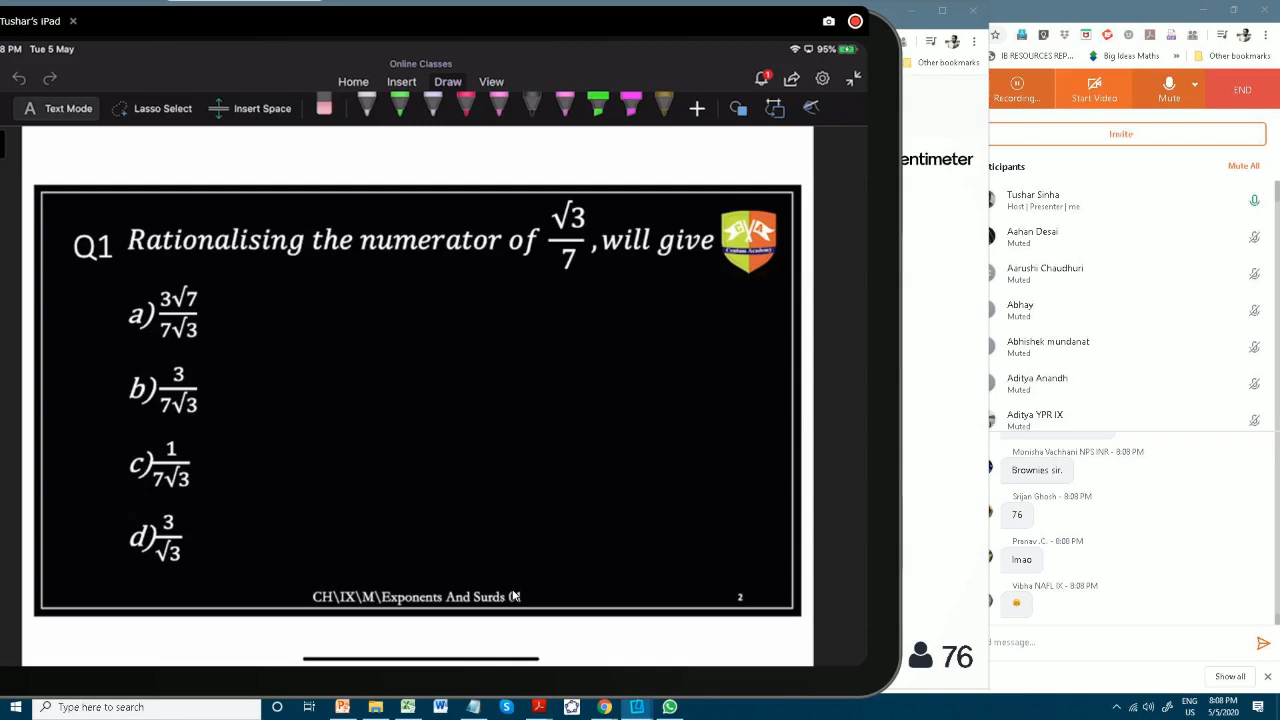 Tushar's iPad
8 PM Tue 5 May
95%
Online Classes
Home Insert Draw View
1
Text Mode Lasso Select Insert Space
Q1 Rationalising the numerator of √3/7, will give
a) 3√7/7√3
b) 3/7√3
c) 1/7√3
d) 3/√3
CH\IX\M\Exponents And Surds
2
Other bookmarks
entimeter
76
IB RESOURCES REP... Big Ideas Maths » Other bookmarks
Recording... Start Video Mute END
Invite
ticipants Mute All
Tushar Sinha
Host | Presenter | me
Aahan Desai
Muted
Aarushi Chaudhuri
Muted
Abhay
Muted
Abhishek mundanat
Muted
Aditya Anandh
Muted
Aditya YPR IX
Muted
Monisha Vachhani NPS INR - 8:08 PM
Brownies sir.
Srijan Ghosh - 8:08 PM
76
Pranav .C. - 8:08 PM
lmao
Vibha NAFL IX - 8:08 PM
d message...
Show all
Type here to search
ENG
US
8:08 PM
5/5/2020